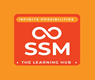 INFINITE POSSIBILITIES
SSM
THE LEARNING HUB